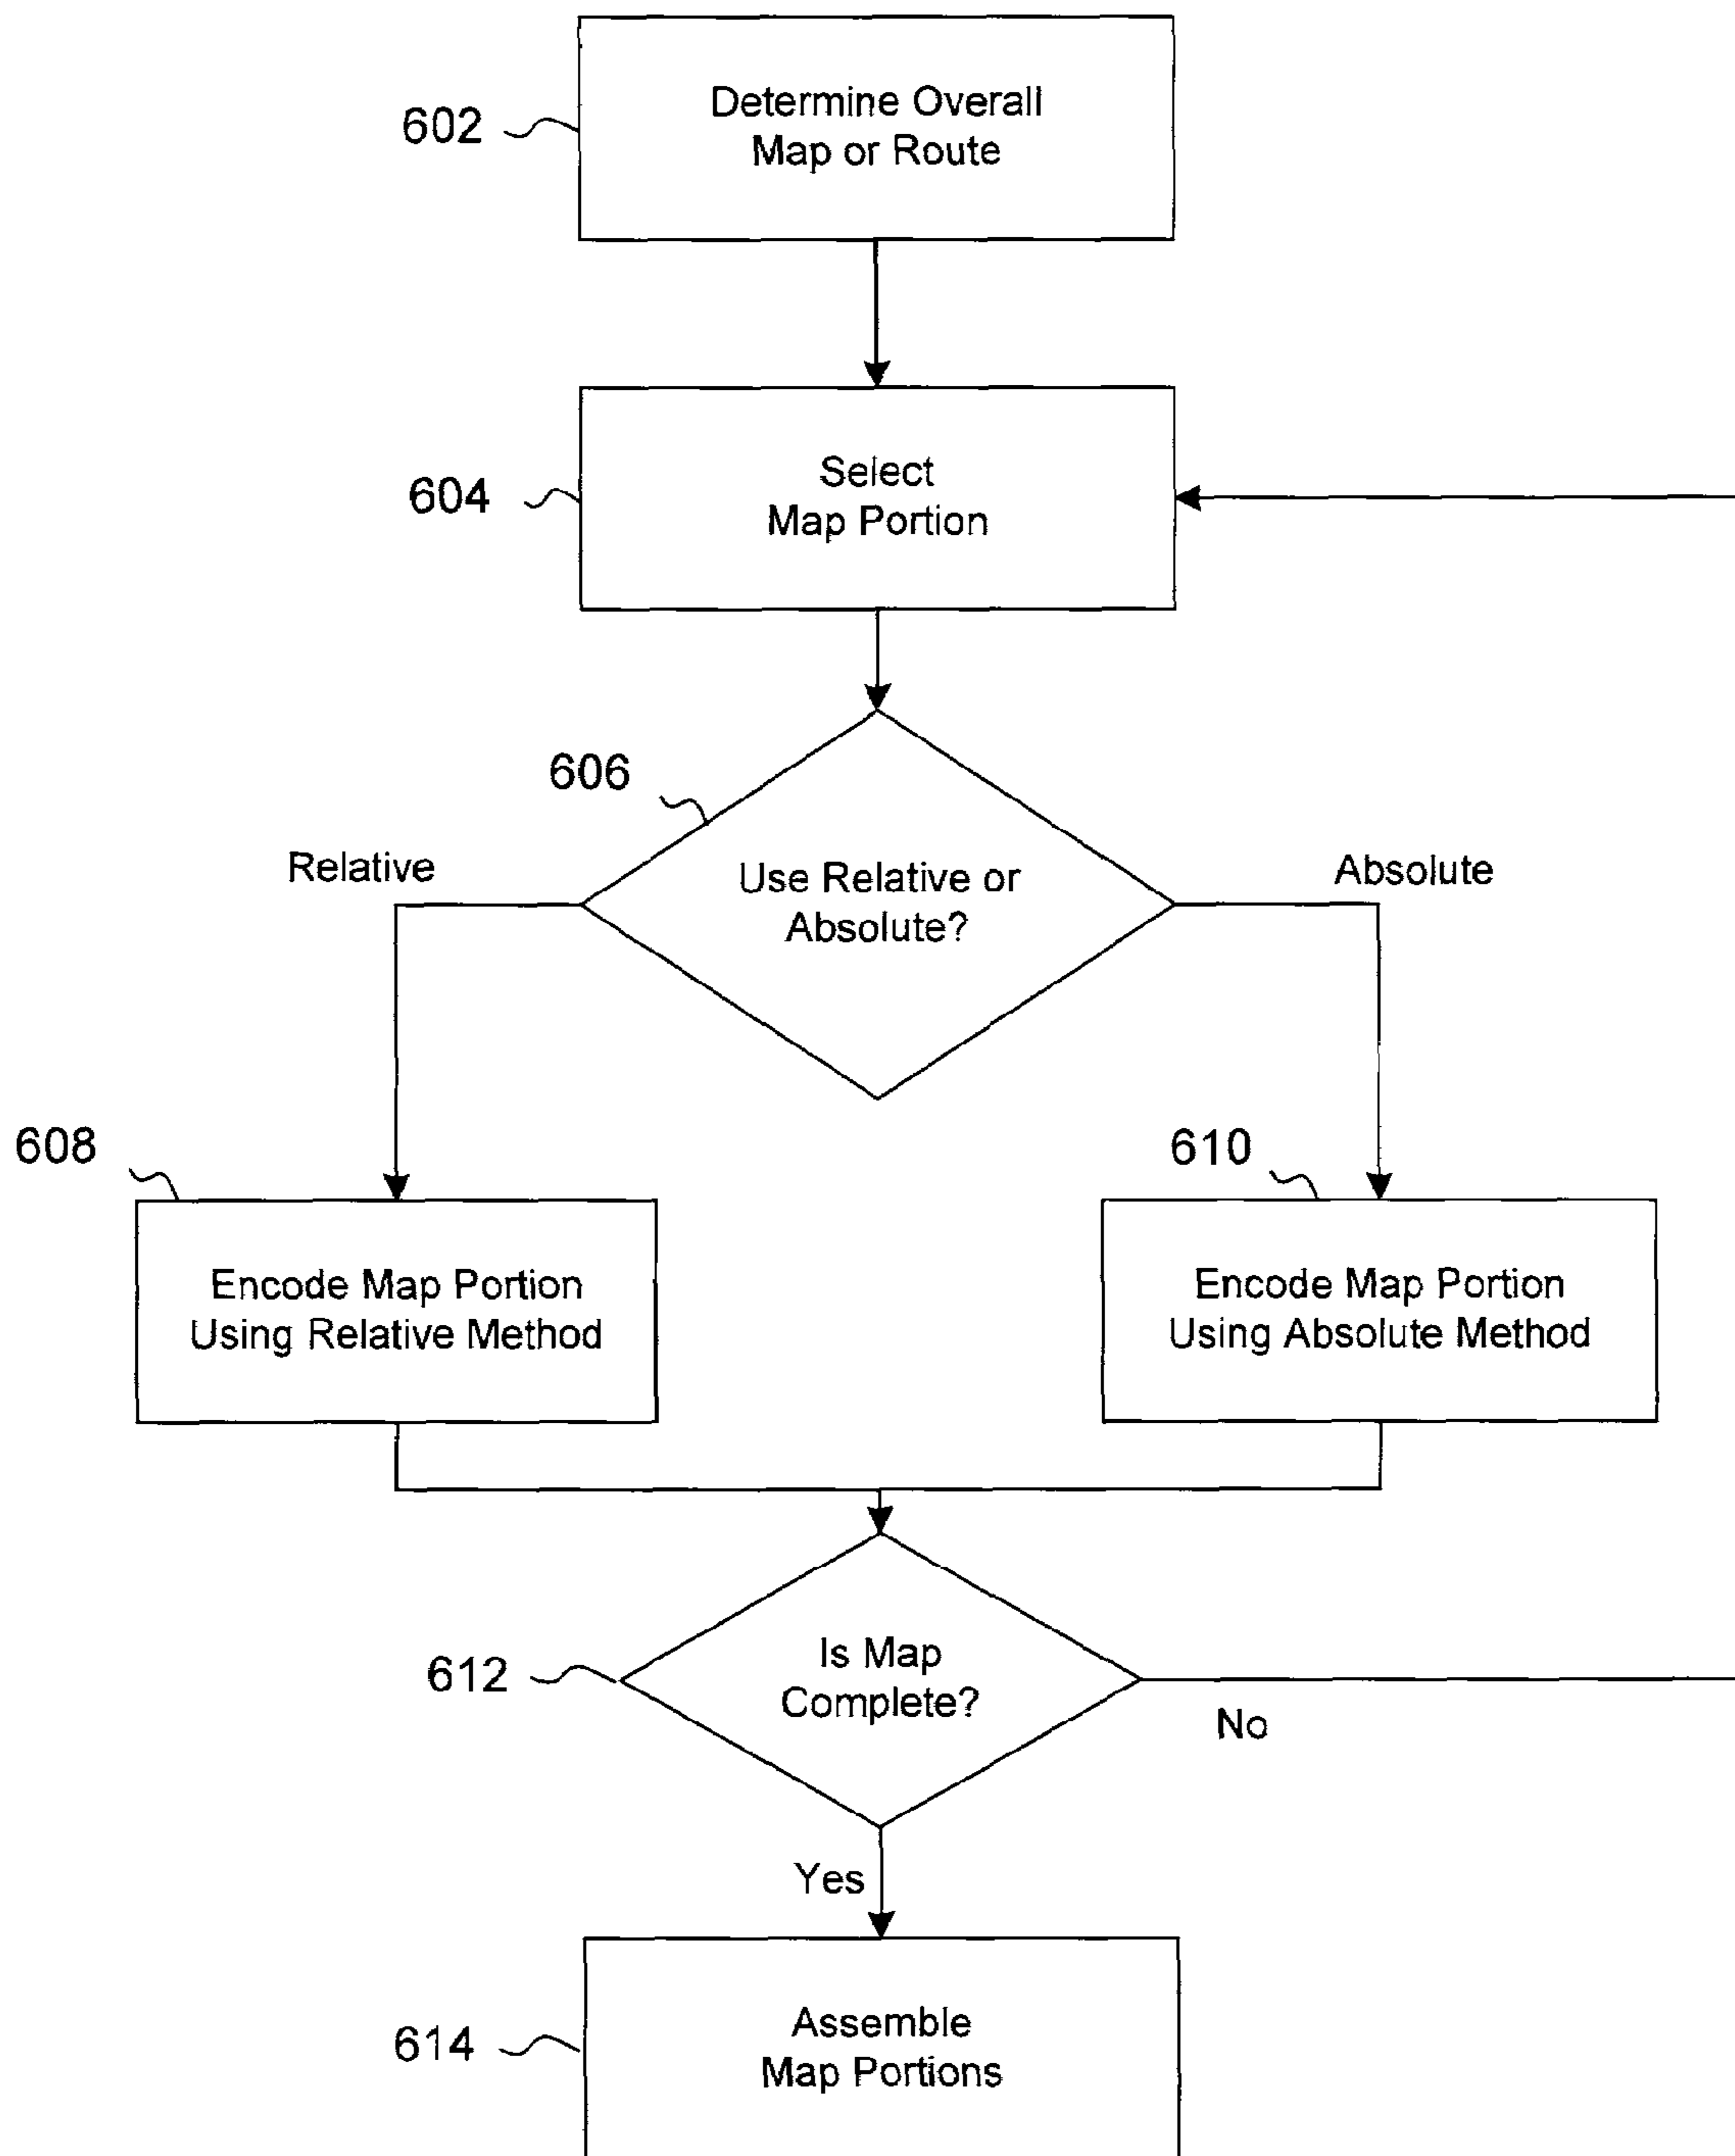 602
Determine Overall
Map or Route
604
Select
Map Portion
606
Relative
Use Relative or
Absolute?
Absolute
608
610
Encode Map Portion
Using Relative Method
Encode Map Portion
Using Absolute Method
612
Is Map
Complete?
No
Yes
614
Assemble
Map Portions